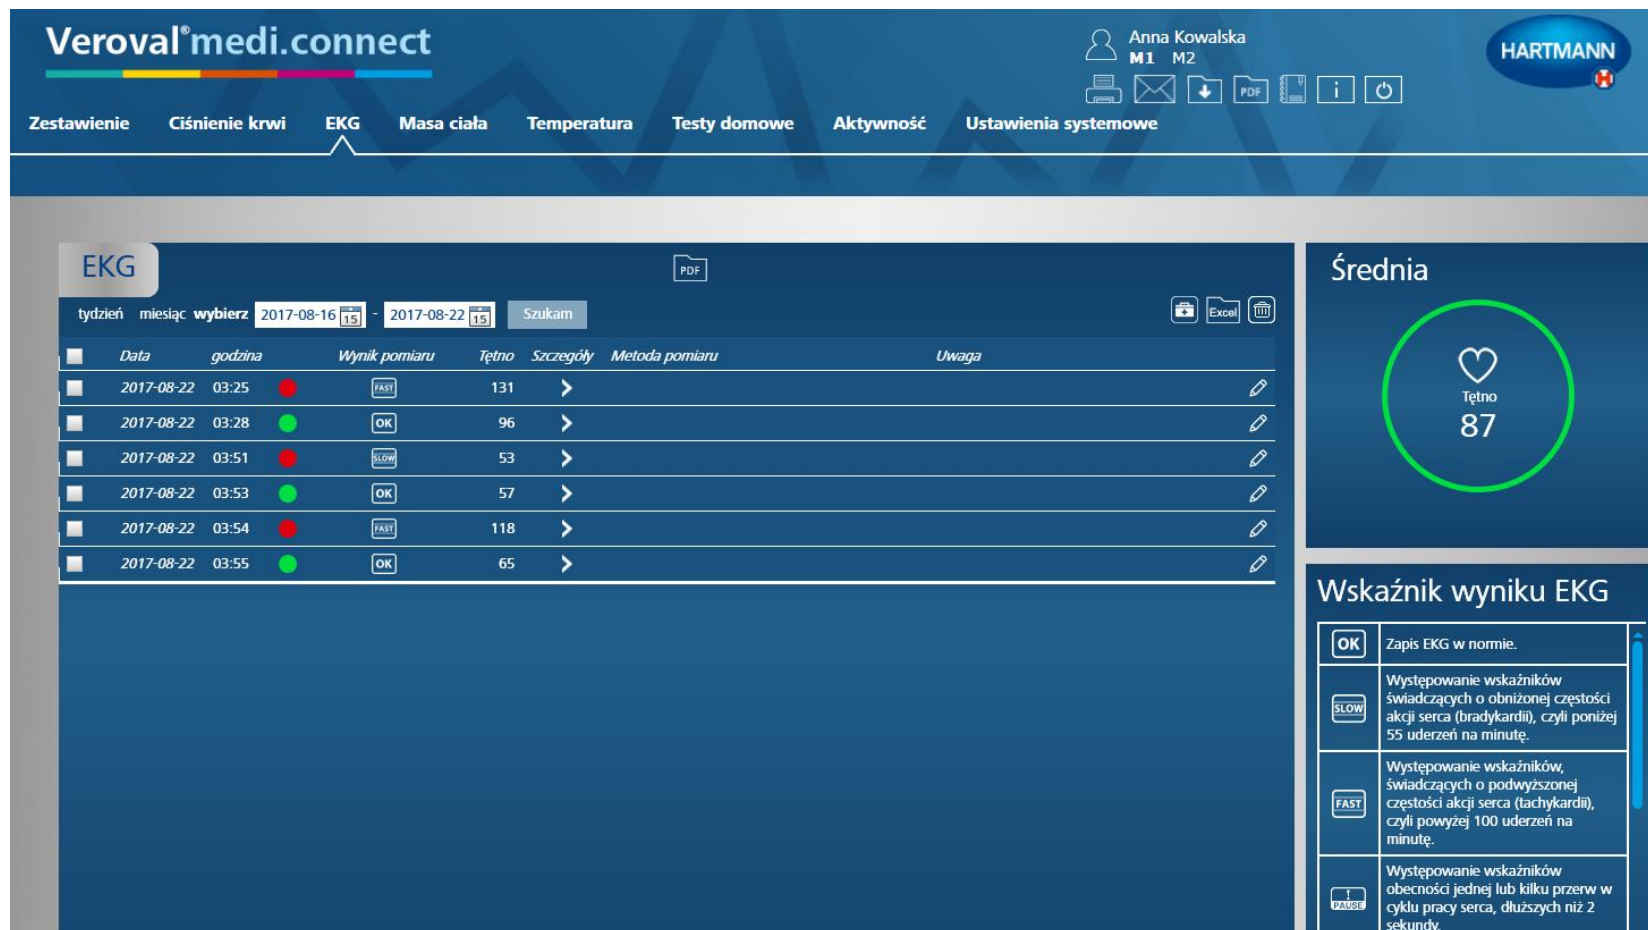 Veroval®medi.connect
Anna Kowalska
M1 M2
HARTMANN
PDF
Zestawienie Ciśnienie krwi EKG Masa ciała Temperatura Testy domowe Aktywność Ustawienia systemowe
EKG
PDF
tydzień miesiąc wybierz 2017-08-16 15 - 2017-08-22 15 Szukam
Excel
Data godzina Wynik pomiaru Tętno Szczegóły Metoda pomiaru Uwaga
2017-08-22 03:25 FAST 131
2017-08-22 03:28 OK 96
2017-08-22 03:51 SLOW 53
2017-08-22 03:53 OK 57
2017-08-22 03:54 FAST 118
2017-08-22 03:55 OK 65
Średnia
Tętno
87
Wskaźnik wyniku EKG
OK Zapis EKG w normie.
Występowanie wskaźników
świadczących o obniżonej częstości
SLOW akcji serca (bradykardii), czyli poniżej
55 uderzeń na minutę.
Występowanie wskaźników,
świadczących o podwyższonej
FAST częstości akcji serca (tachykardii),
czyli powyżej 100 uderzeń na
minutę.
Występowanie wskaźników
obecności jednej lub kilku przerw w
PAUSE cyklu pracy serca, dłuższych niż 2
sekundy.